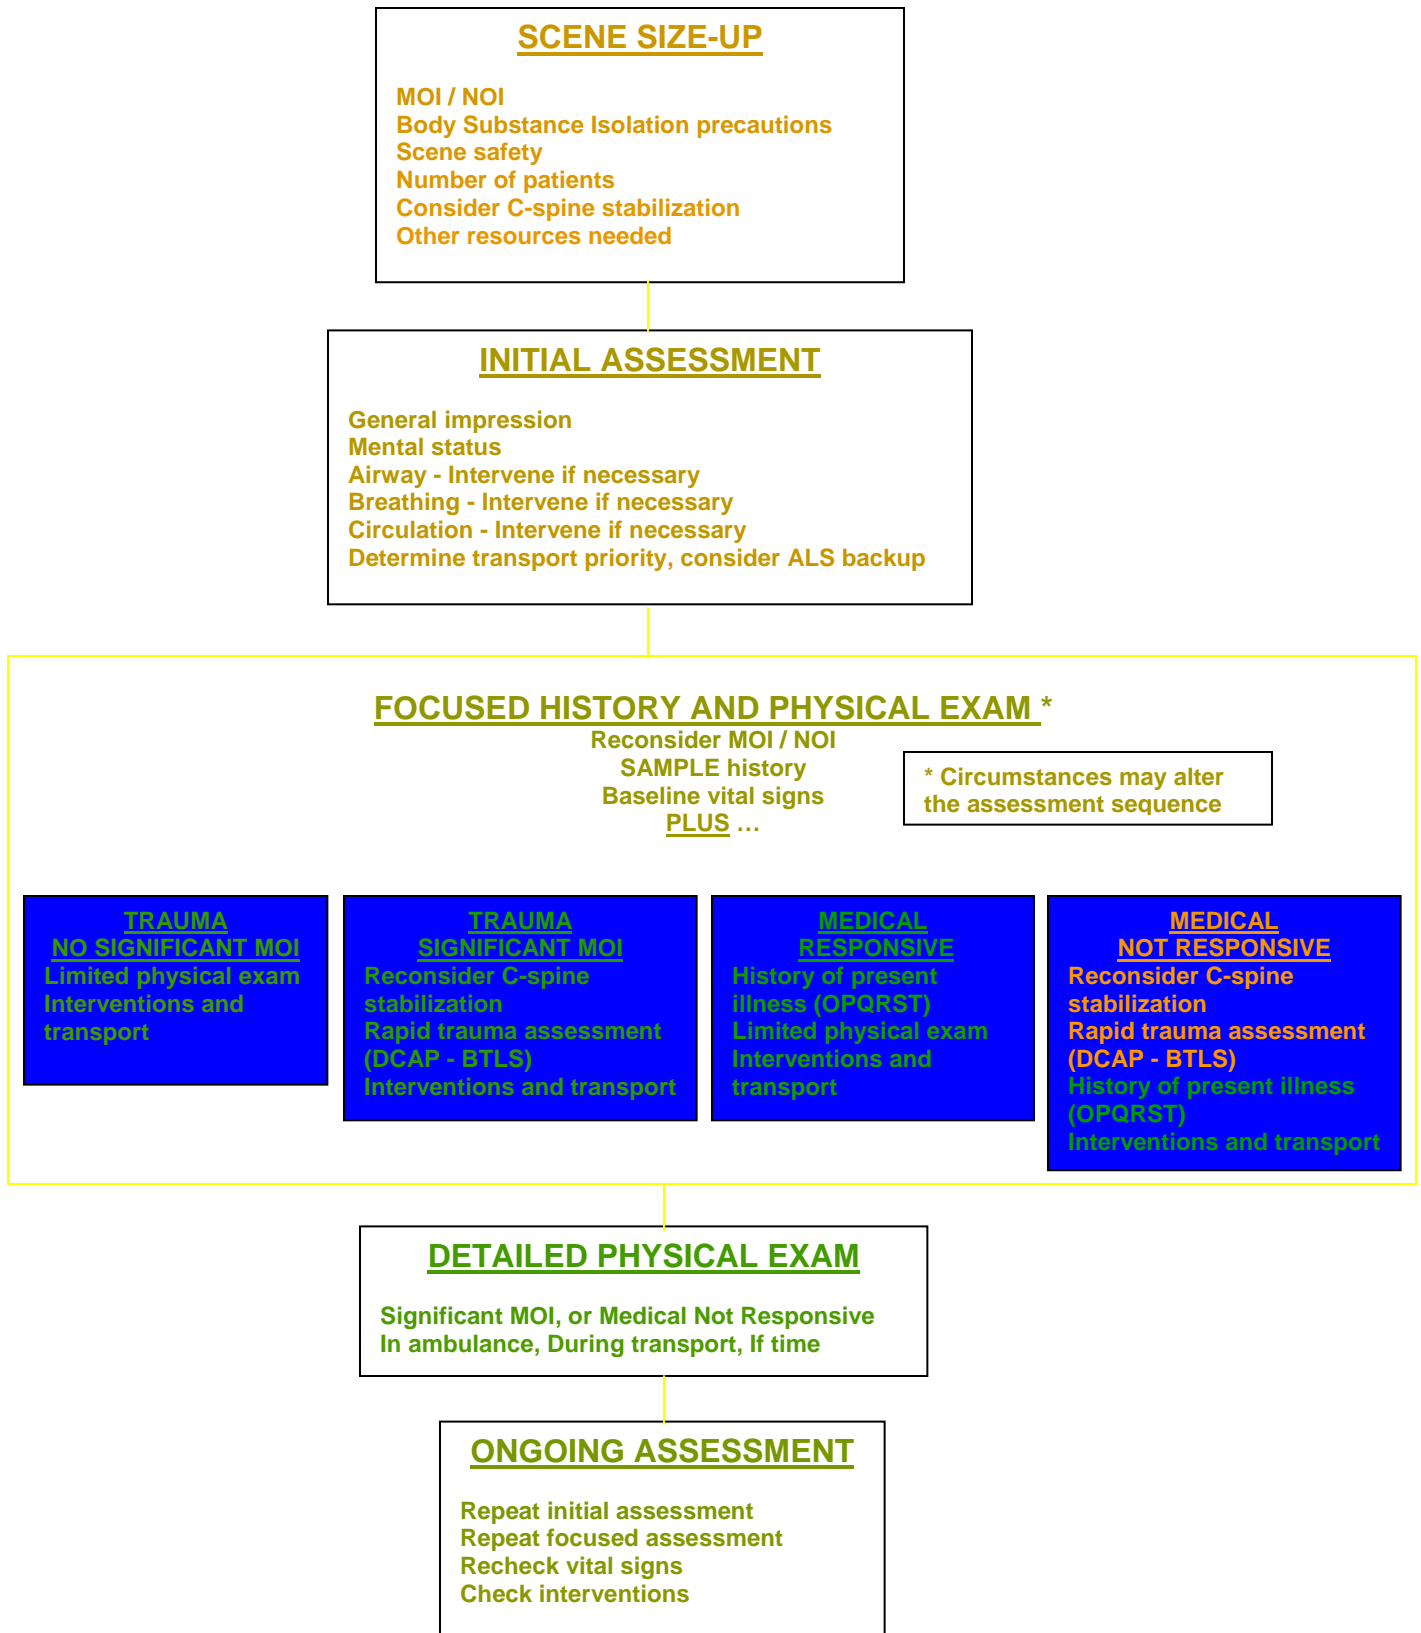 SCENE SIZE-UP
MOI / NOI
Body Substance Isolation precautions
Scene safety
Number of patients
Consider C-spine stabilization
Other resources needed
INITIAL ASSESSMENT
General impression
Mental status
Airway - Intervene if necessary
Breathing - Intervene if necessary
Circulation - Intervene if necessary
Determine transport priority, consider ALS backup
FOCUSED HISTORY AND PHYSICAL EXAM *
Reconsider MOI / NOI
SAMPLE history
Baseline vital signs
PLUS …
* Circumstances may alter
the assessment sequence
TRAUMA
NO SIGNIFICANT MOI
Limited physical exam
Interventions and
transport
TRAUMA
SIGNIFICANT MOI
Reconsider C-spine
stabilization
Rapid trauma assessment
(DCAP - BTLS)
Interventions and transport
MEDICAL
RESPONSIVE
History of present
illness (OPQRST)
Limited physical exam
Interventions and
transport
MEDICAL
NOT RESPONSIVE
Reconsider C-spine
stabilization
Rapid trauma assessment
(DCAP - BTLS)
History of present illness
(OPQRST)
Interventions and transport
DETAILED PHYSICAL EXAM
Significant MOI, or Medical Not Responsive
In ambulance, During transport, If time
ONGOING ASSESSMENT
Repeat initial assessment
Repeat focused assessment
Recheck vital signs
Check interventions